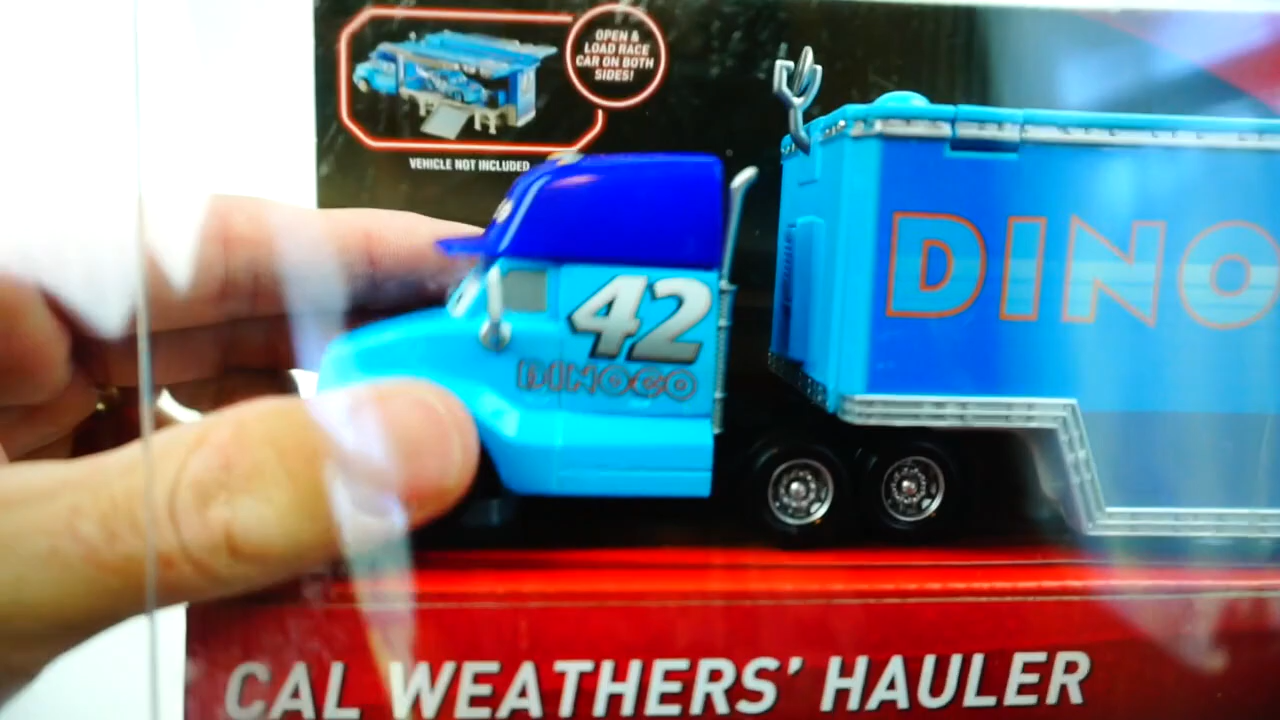 OPEN &
LOAD RACE
CAR ON BOTH
SIDES!
VEHICLE NOT INCLUDED
42
DINOCO
DINO
CAL WEATHERS' HAULER